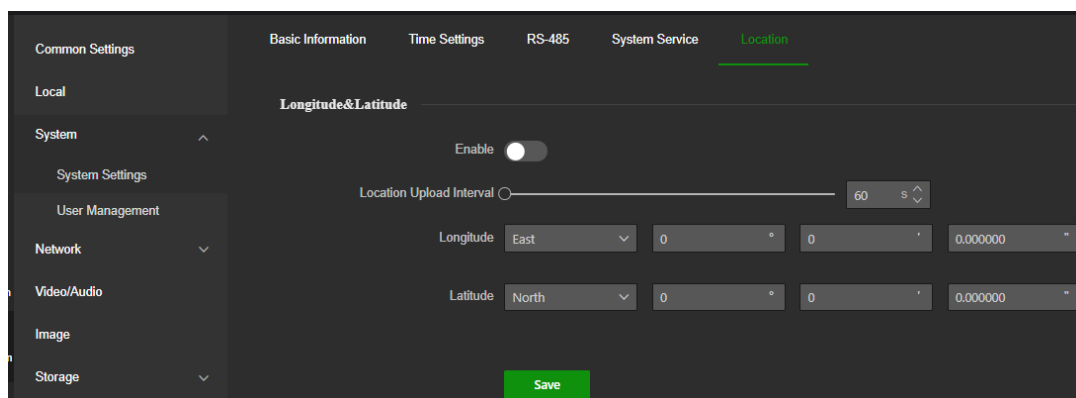 Basic Information Time Settings RS-485 System Service Location
Common Settings
Local
System
System Settings
User Management
Network
Video/Audio
Image
Storage
Longitude&Latitude
Enable
Location Upload Interval 60 s
Longitude East 0 ° 0 ' 0.000000 "
Latitude North 0 ° 0 ' 0.000000 "
Save